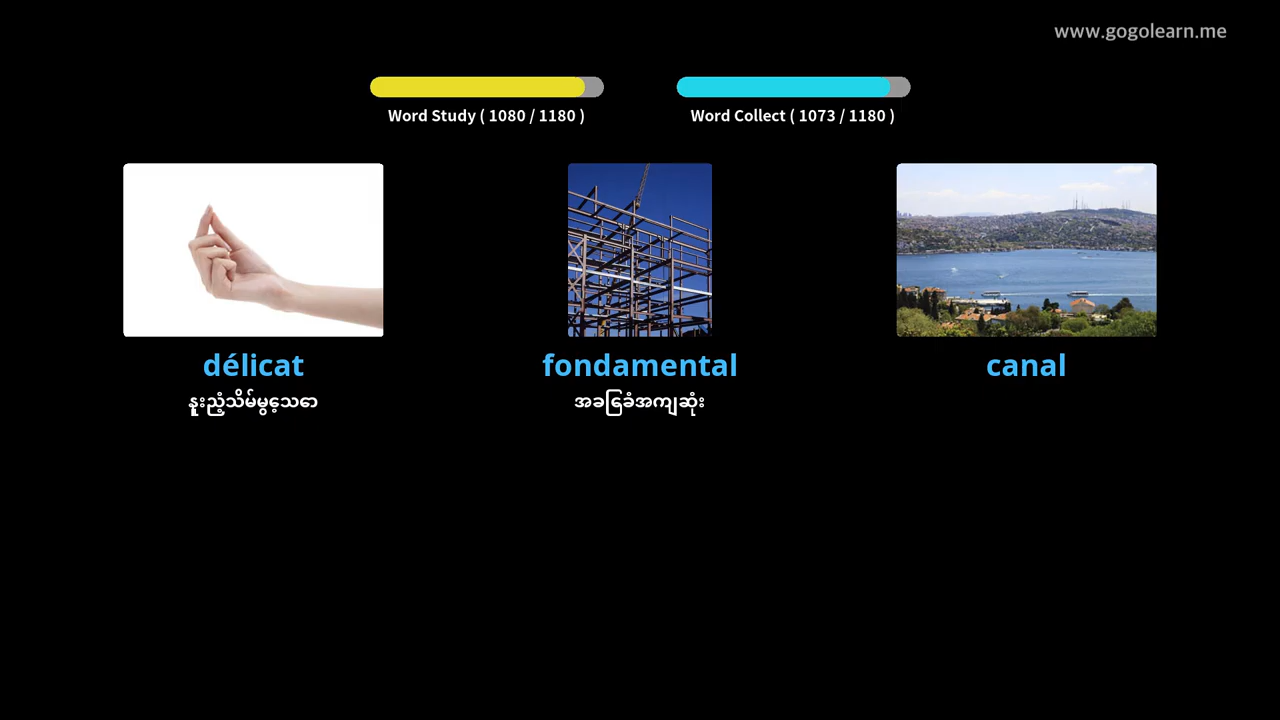 www.gogolearn.me
Word Study ( 1080 / 1180 )
Word Collect ( 1073 / 1180 )
délicat
fondamental
canal
နူးညံ့သိမ်မွေ့သော
အခြေခံအကျဆုံး